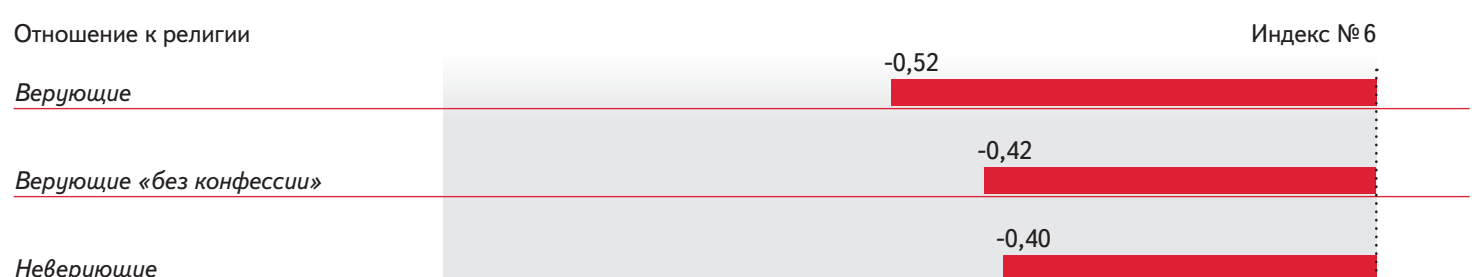 Отношение к религии Индекс № 6
-0,52
Верующие
-0,42
Верующие «без конфессии»
-0,40
Неверующие